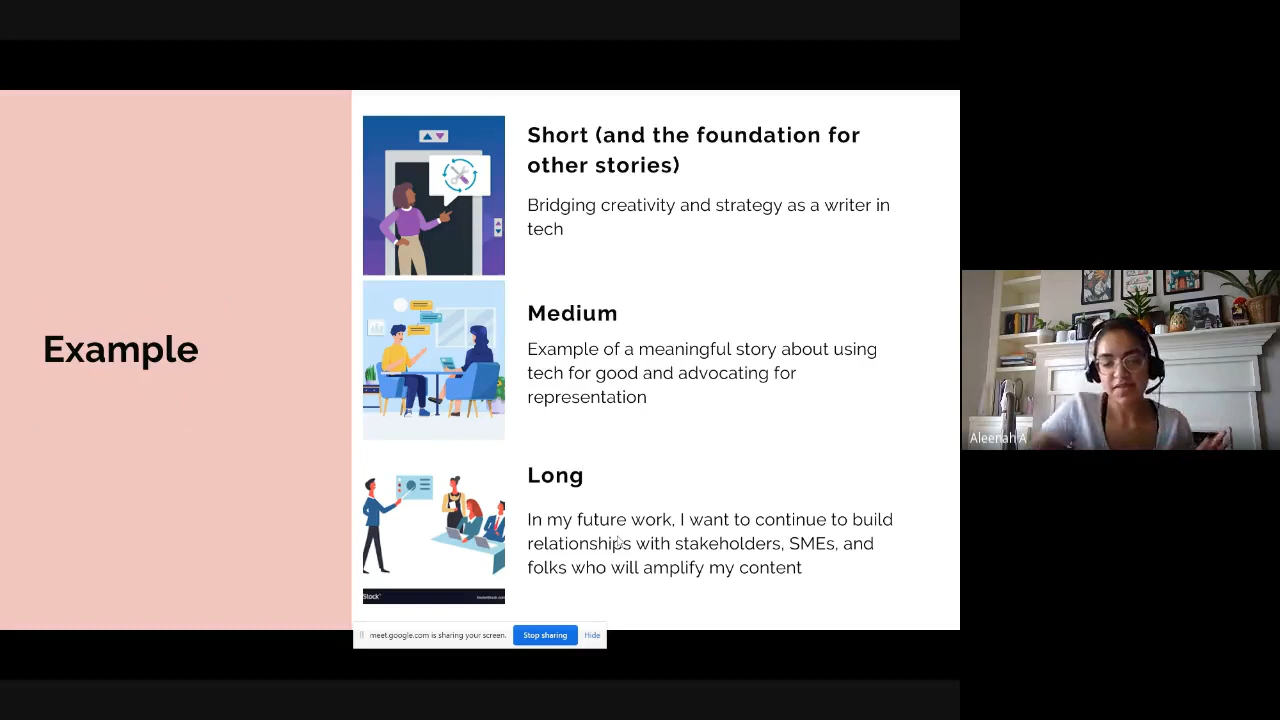 Example
Short (and the foundation for
other stories)
Bridging creativity and strategy as a writer in
tech
Medium
Example of a meaningful story about using
tech for good and advocating for
representation
Long
In my future work, I want to continue to build
relationships with stakeholders, SMEs, and
folks who will amplify my content
meet.google.com is sharing your screen.
Stop sharing
Hide
Aleenah A